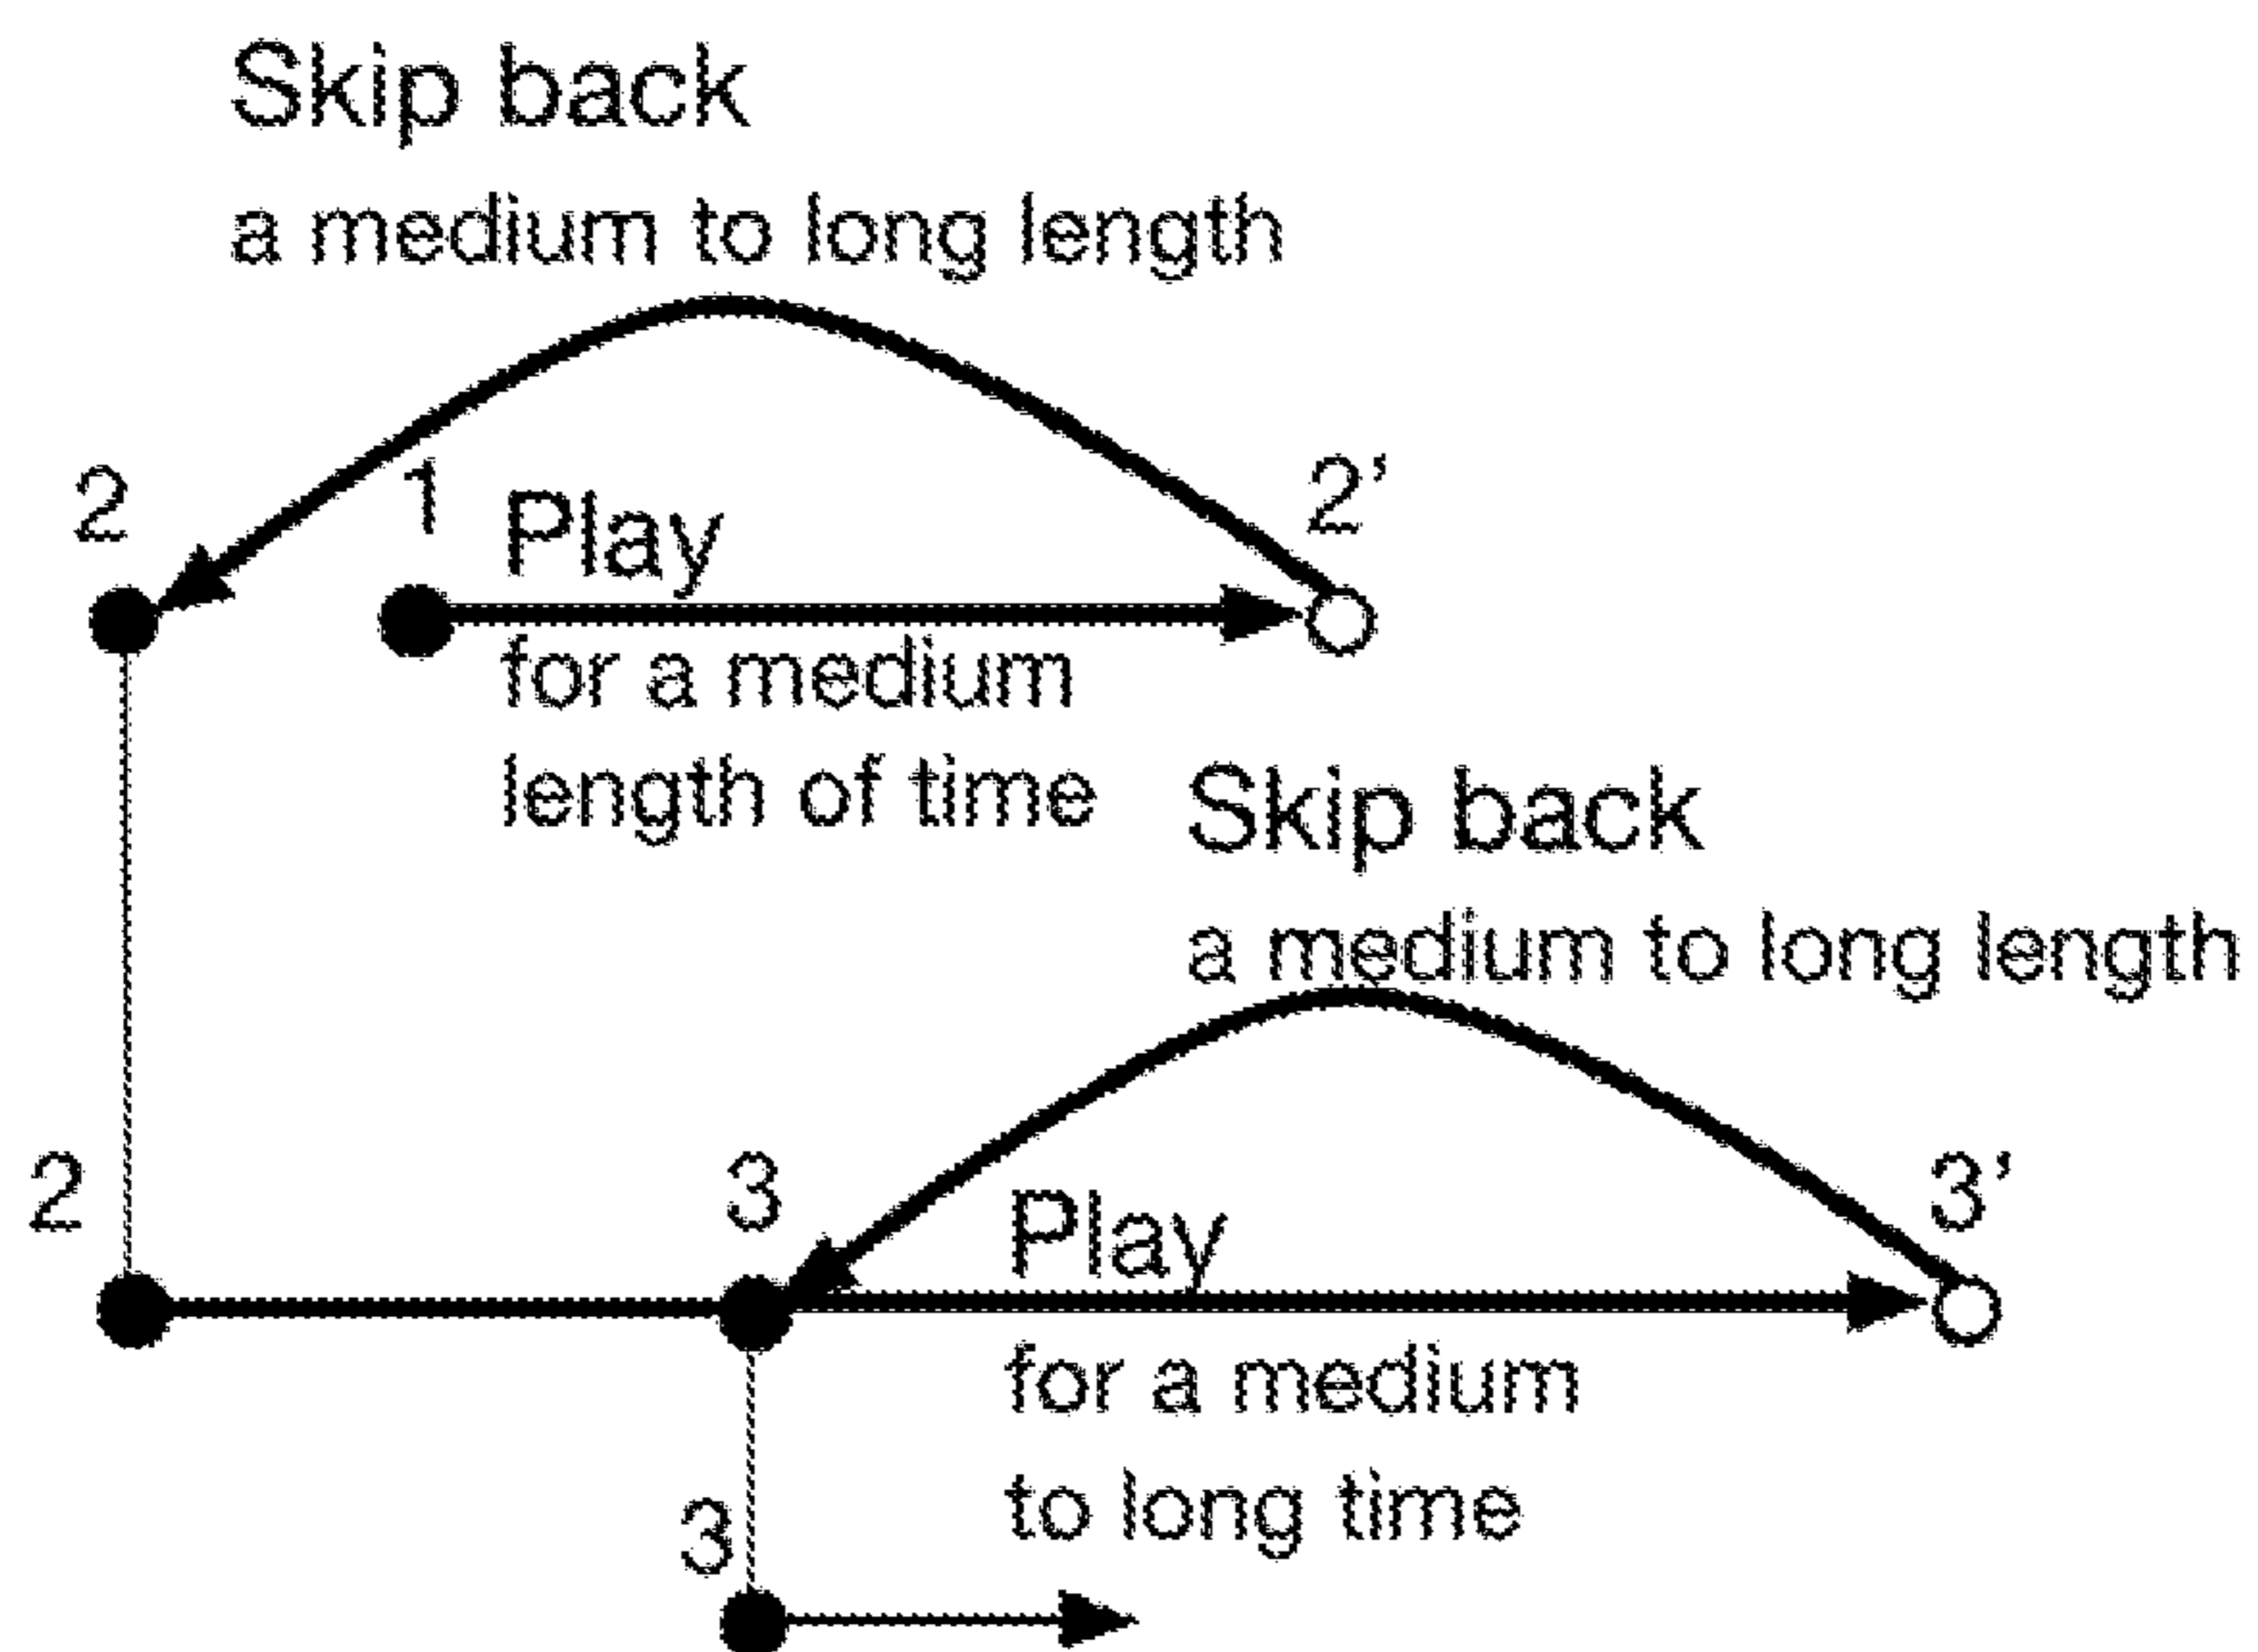 Skip back
a medium to long length
2
1
Play
2'
for a medium
length of time
Skip back
a medium to long length
2
3
Play
3'
for a medium
to long time
3